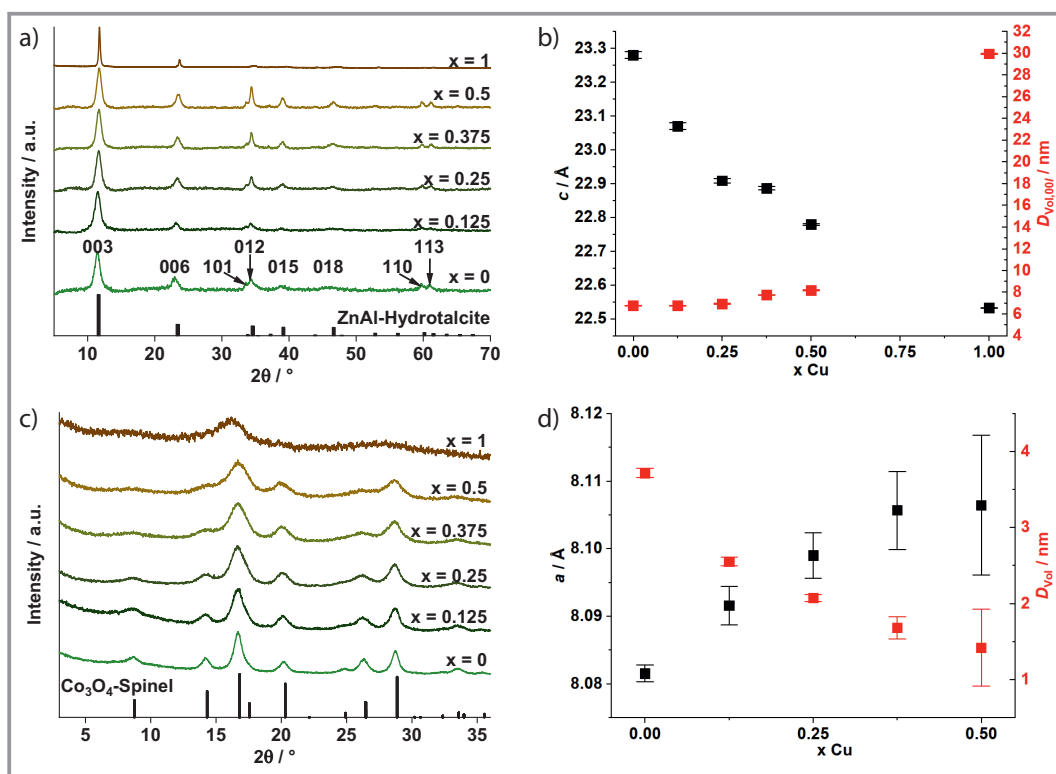 a)
Intensity / a.u.
x = 1
x = 0.5
x = 0.375
x = 0.25
x = 0.125
x = 0
003
006
101
012
015
018
110
113
ZnAl-Hydrotalcite
10 20 30 40 50 60 70
2θ / °
b)
c / Å
23.3
23.2
23.1
23.0
22.9
22.8
22.7
22.6
22.5
0.00 0.25 0.50 0.75 1.00
x Cu
32
30
28
26
24
22
20
18
16
14
12
10
8
6
4
D_Vol,00l / nm
c)
Intensity / a.u.
x = 1
x = 0.5
x = 0.375
x = 0.25
x = 0.125
x = 0
Co₃O₄-Spinel
5 10 15 20 25 30 35
2θ / °
d)
a / Å
8.12
8.11
8.10
8.09
8.08
0.00 0.25 0.50
x Cu
4
3
2
1
D_Vol / nm